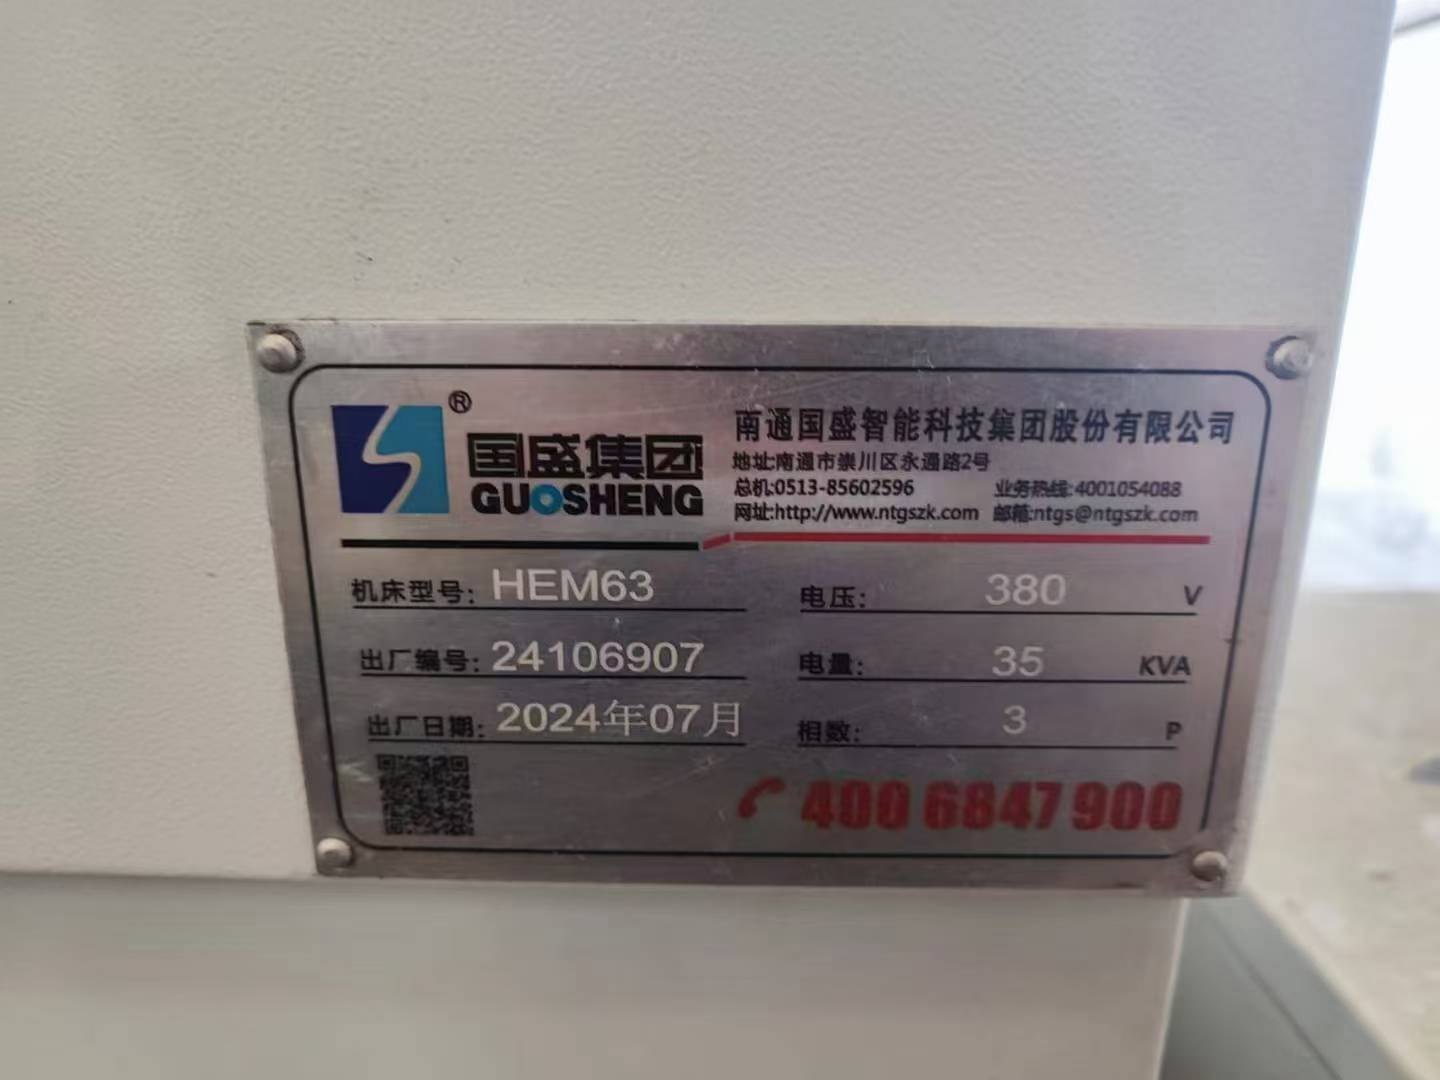 ®
国盛集团
GUOSHENG
南通国盛智能科技集团股份有限公司
地址:南通市崇川区永通路2号
总机:0513-85602596 业务热线:4001054088
网址:http://www.ntgszk.com 邮箱:ntgs@ntgszk.com
机床型号: HEM63 电压: 380 V
出厂编号: 24106907 电量: 35 KVA
出厂日期: 2024年07月 相数: 3 P
400 6847 900